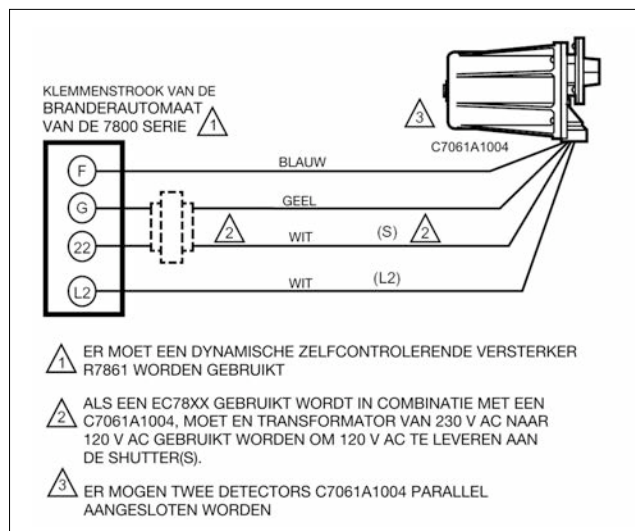 KLEMMENSTROOK VAN DE
BRANDERAUTOMAAT
VAN DE 7800 SERIE 1
3
C7061A1004
F
BLAUW
G
GEEL
22
2
WIT
(S)
2
L2
WIT
(L2)
1 ER MOET EEN DYNAMISCHE ZELFCONTROLERENDE VERSTERKER
R7861 WORDEN GEBRUIKT
2 ALS EEN EC78XX GEBRUIKT WORDT IN COMBINATIE MET EEN
C7061A1004, MOET EN TRANSFORMATOR VAN 230 V AC NAAR
120 V AC GEBRUIKT WORDEN OM 120 V AC TE LEVEREN AAN
DE SHUTTER(S).
3 ER MOGEN TWEE DETECTORS C7061A1004 PARALLEL
AANGESLOTEN WORDEN